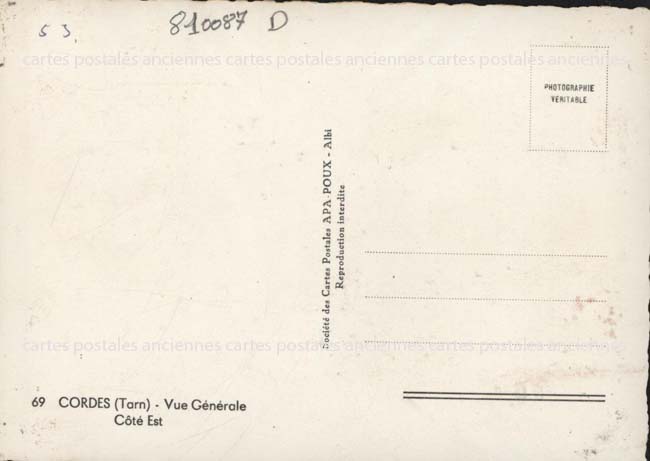 5 3,
810087 D
cartes postales anciennes cartes postales anciennes cartes postales anciennes
PHOTOGRAPHIE
VERITABLE
Société des Cartes Postales APA-POUX - Albi
Reproduction interdite
cartes postales anciennes cartes postales anciennes cartes postales anciennes
69 CORDES (Tarn) - Vue Générale
Côté Est